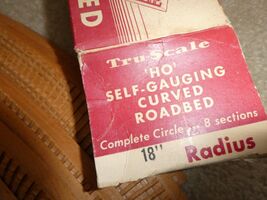 ED
Tru-Scale
'HO'
SELF-GAUGING
CURVED
ROADBED
Complete Circle — 8 sections
18" Radius